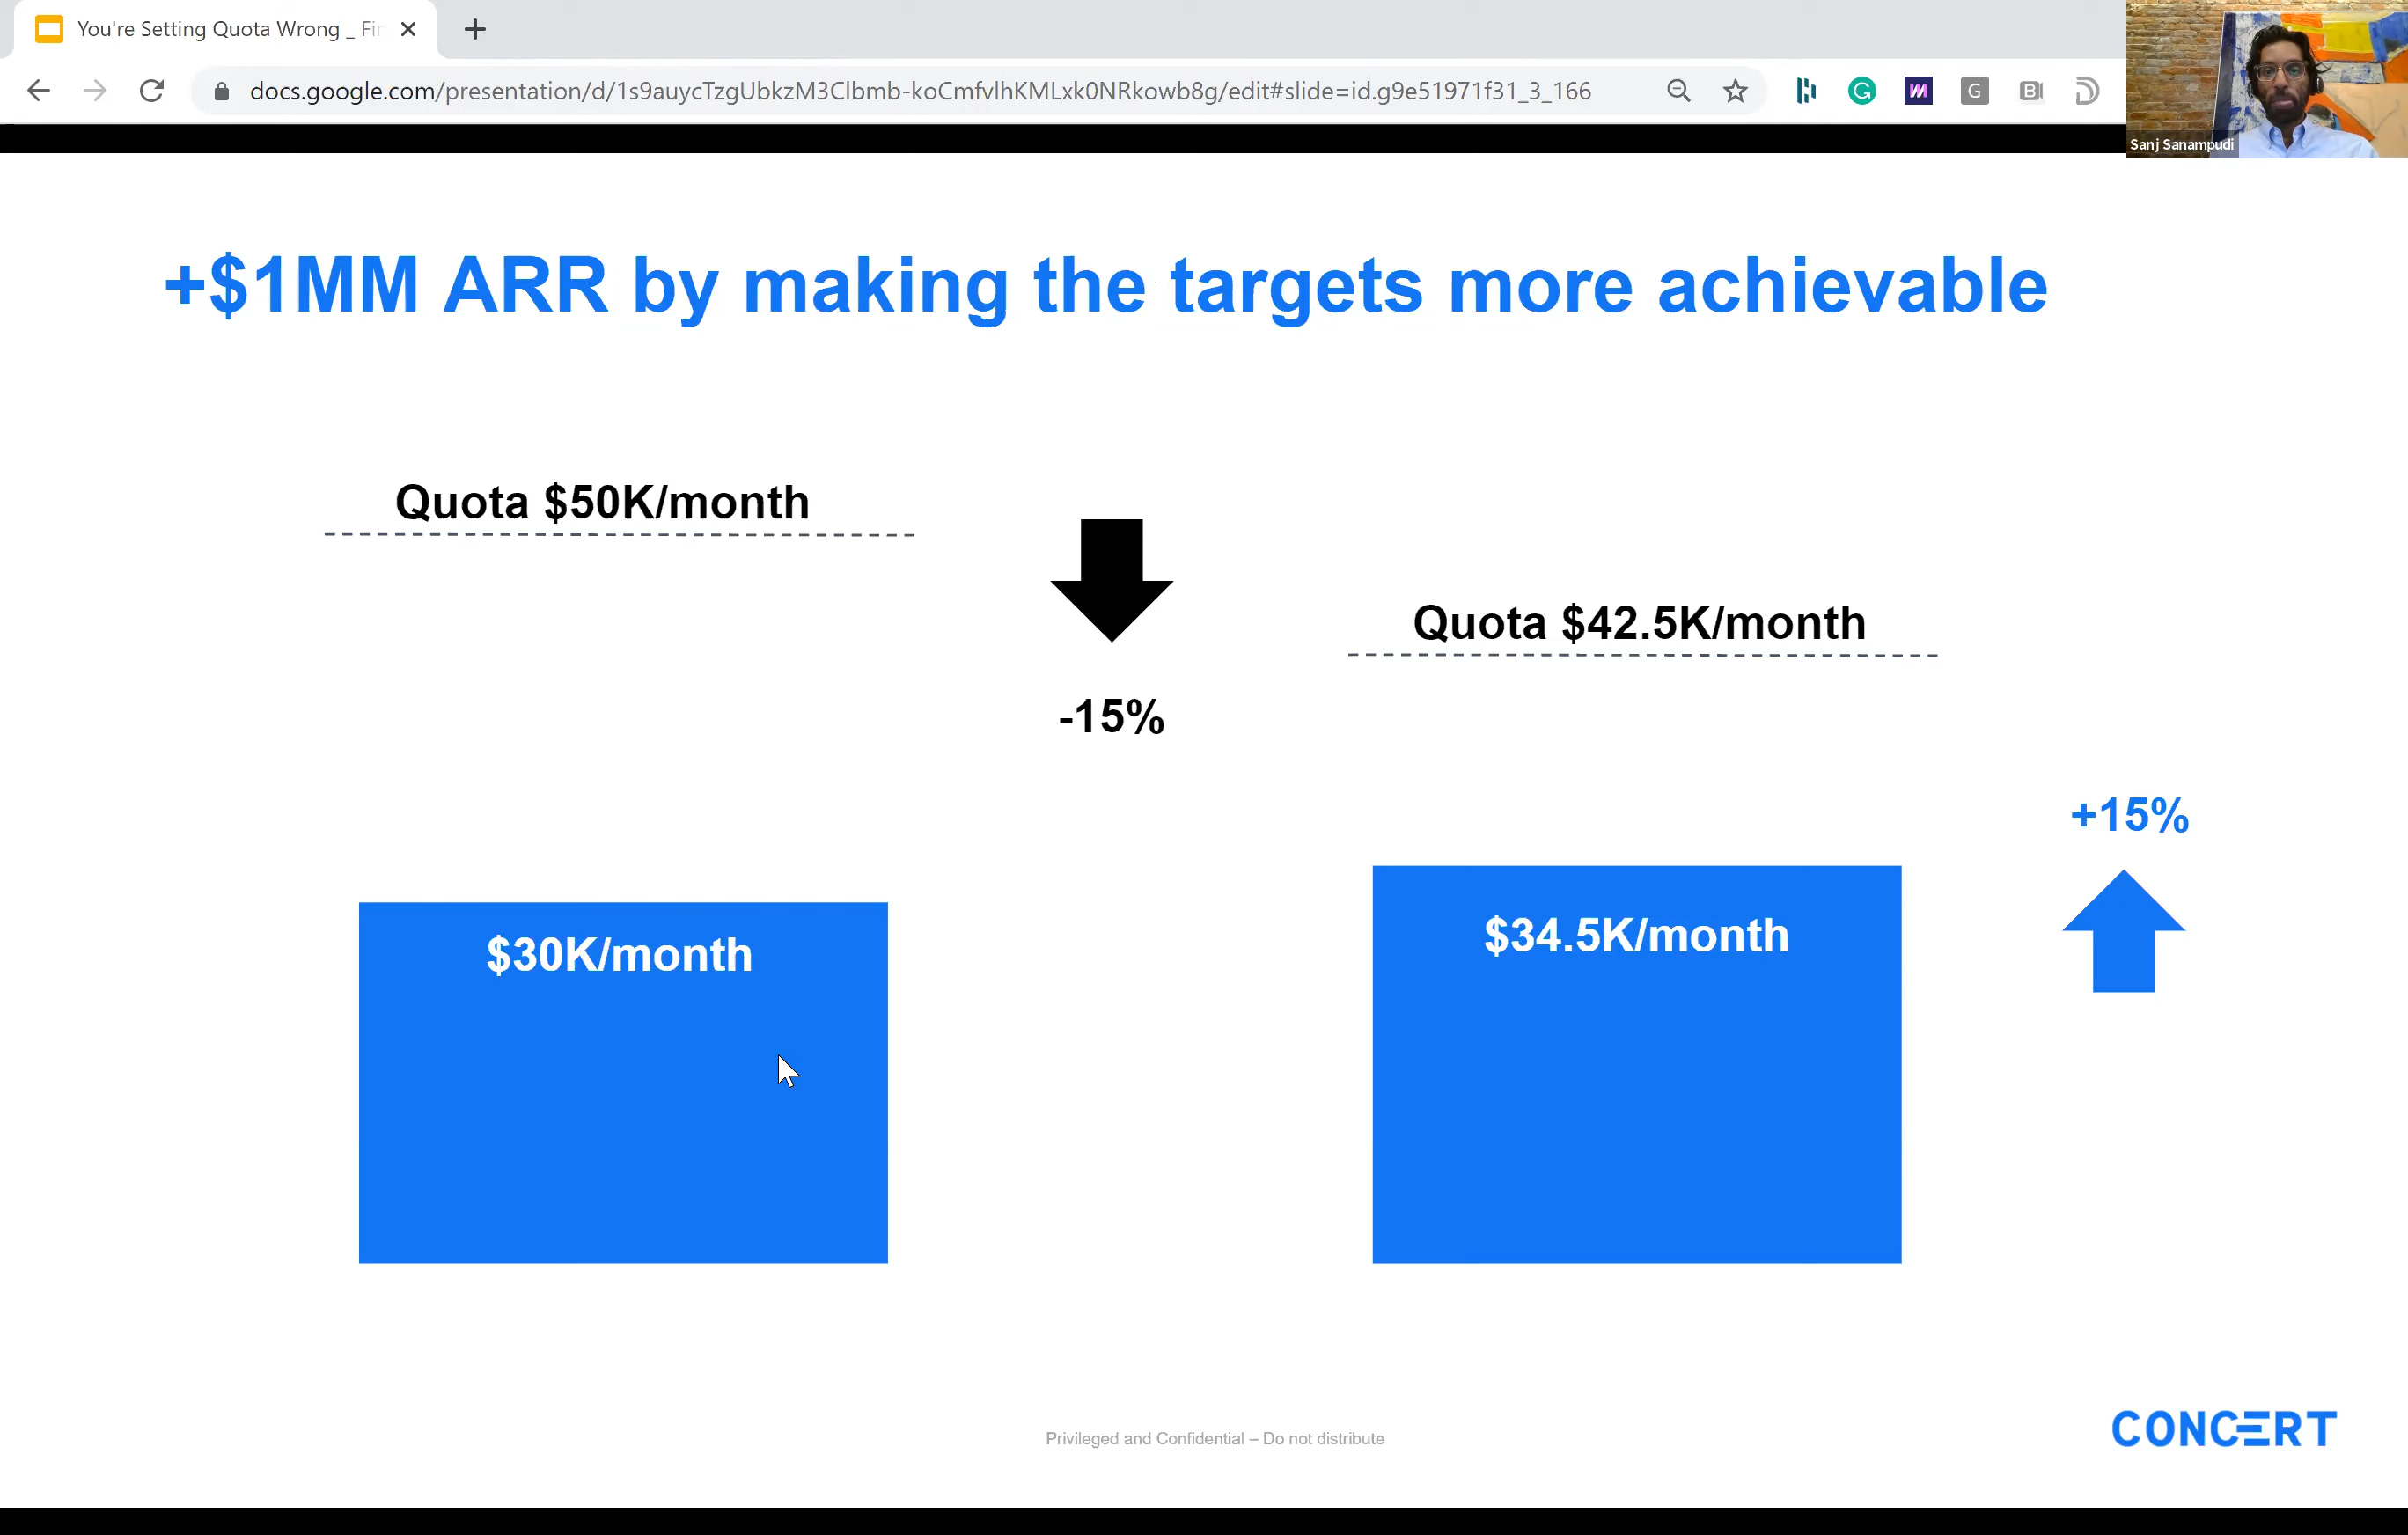 You're Setting Quota Wrong _ Fi
docs.google.com/presentation/d/1s9auycTzgUbkzM3Clbmb-koCmfvlhKMLxk0NRkowb8g/edit#slide=id.g9e51971f31_3_166
Sanj Sanampudi
+$1MM ARR by making the targets more achievable
Quota $50K/month
Quota $42.5K/month
-15%
+15%
$30K/month
$34.5K/month
Privileged and Confidential – Do not distribute
CONCERT